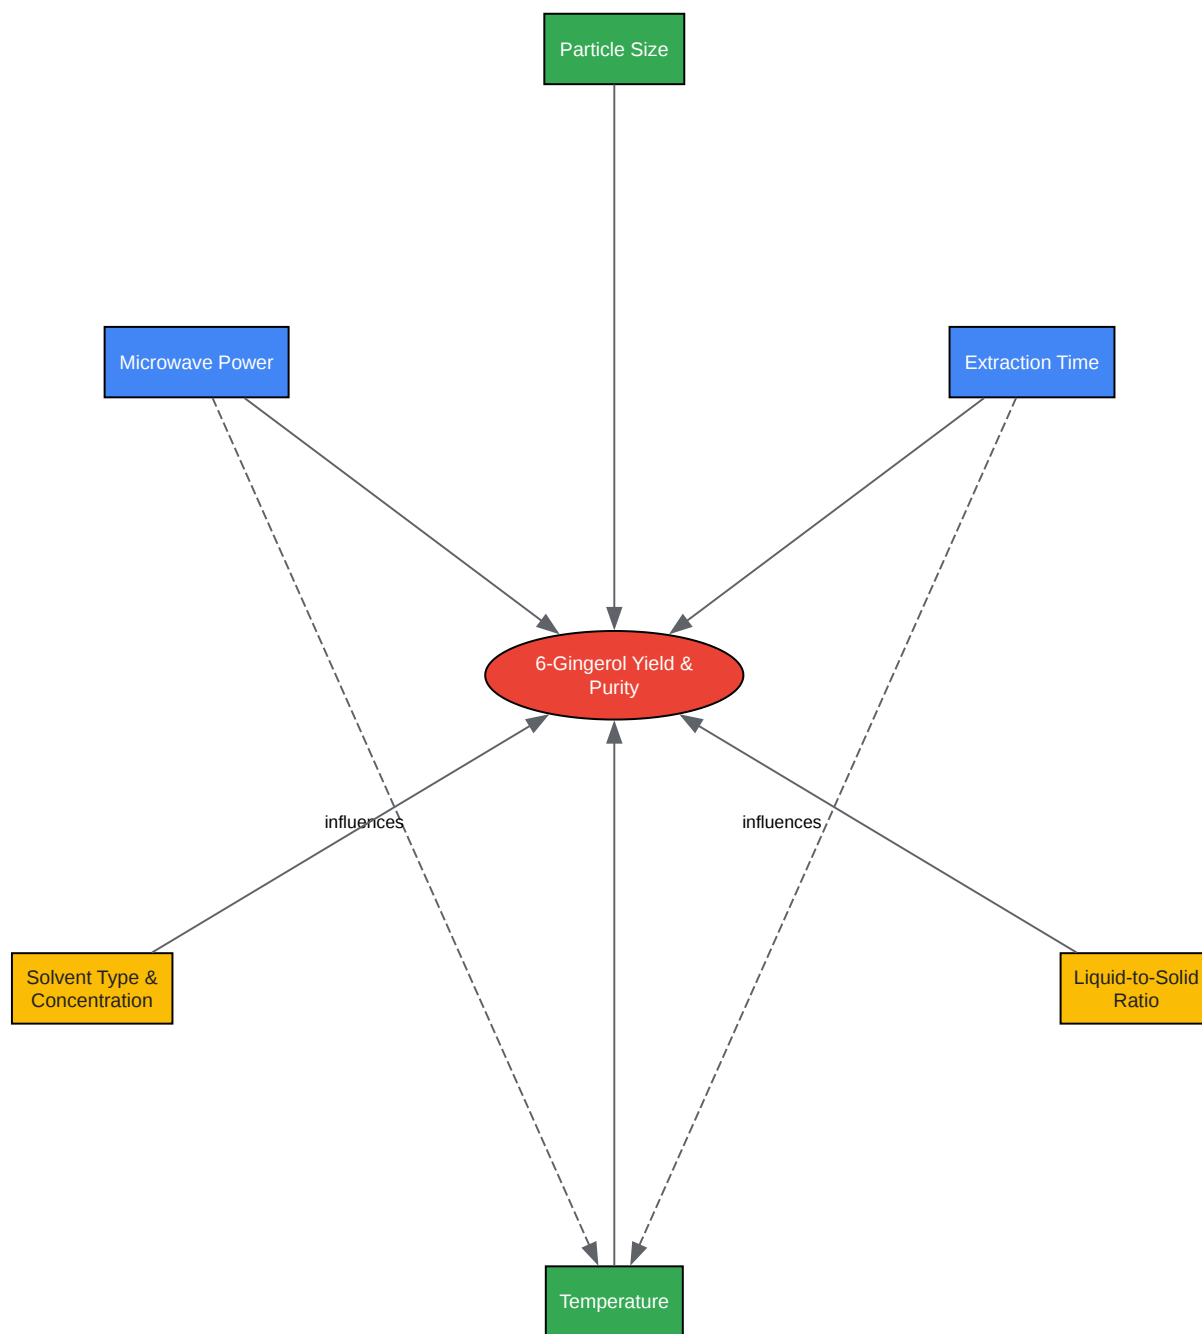 Particle Size
Microwave Power
Extraction Time
6-Gingerol Yield &
Purity
influences
influences
Solvent Type &
Concentration
Liquid-to-Solid
Ratio
Temperature